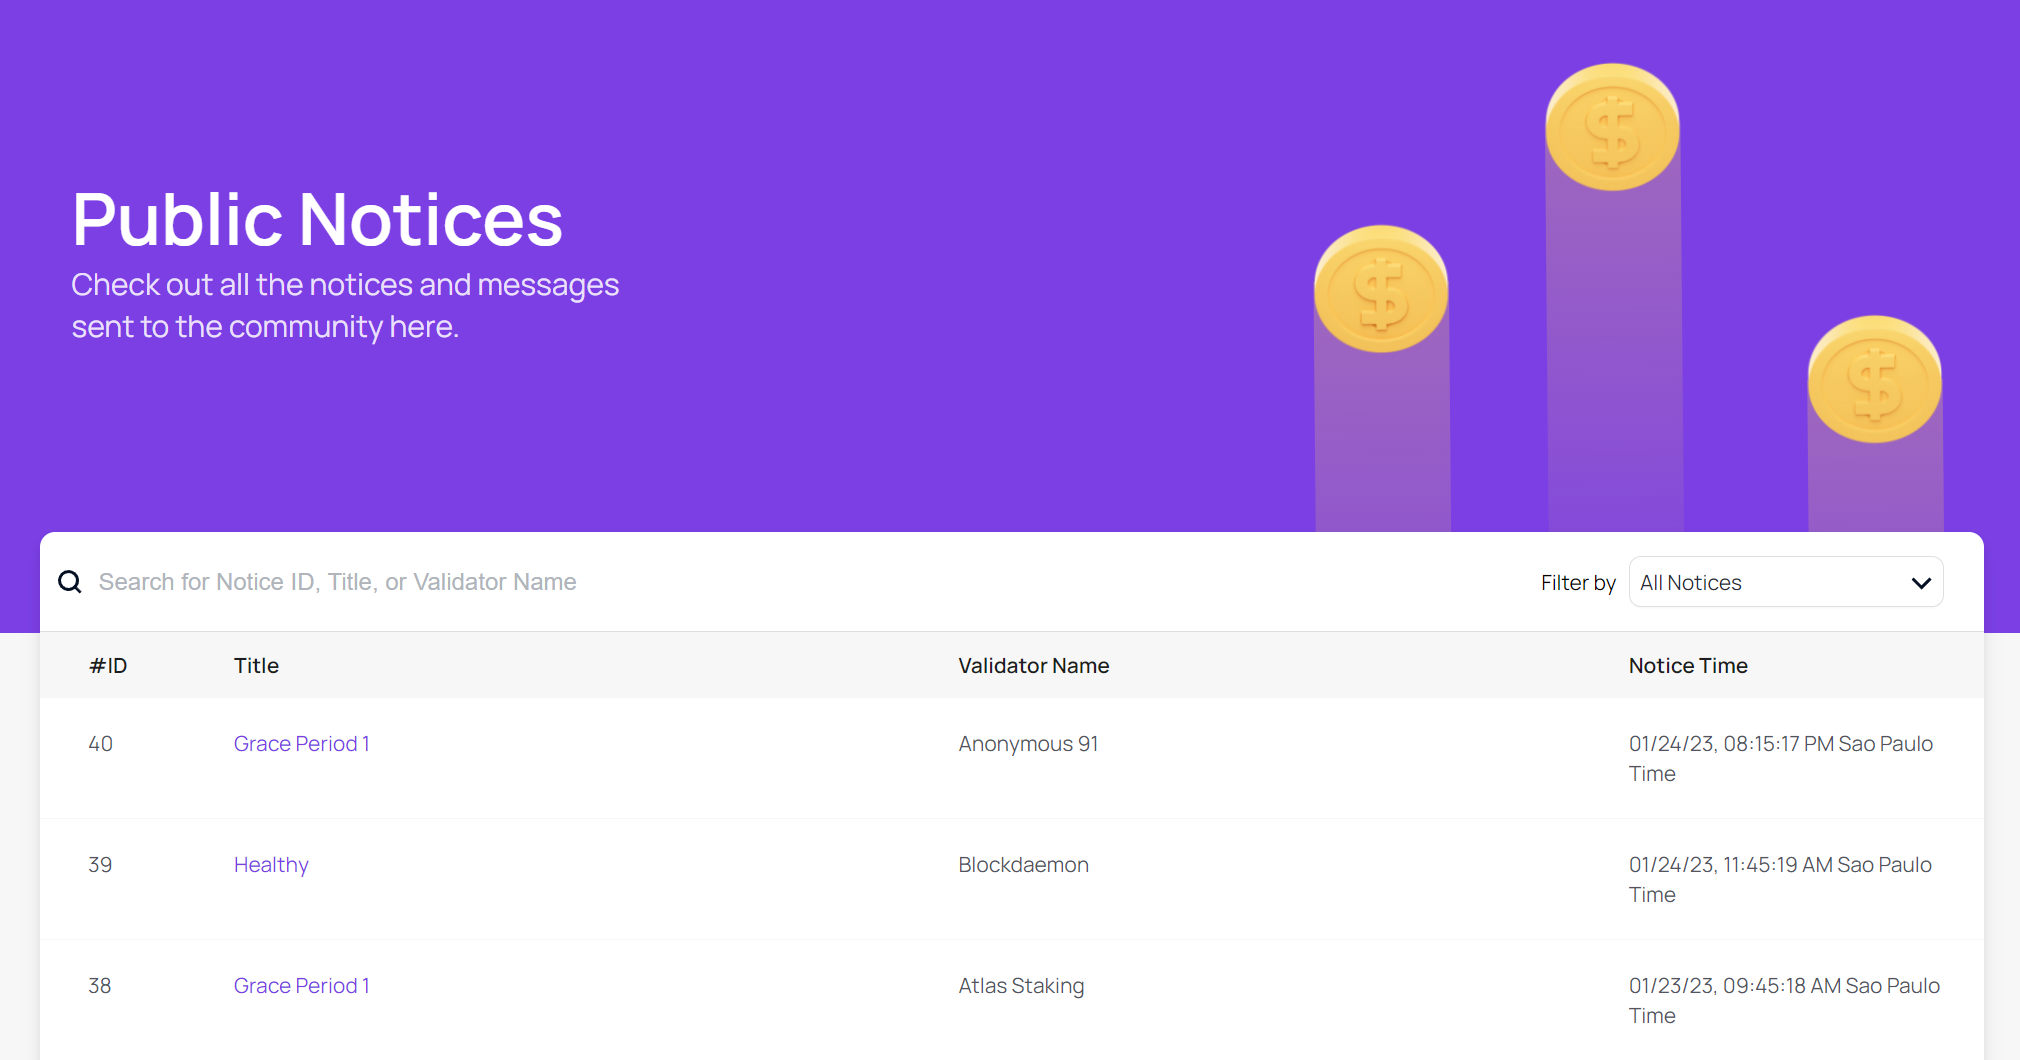 Public Notices
Check out all the notices and messages
sent to the community here.
Search for Notice ID, Title, or Validator Name
Filter by All Notices
#ID Title Validator Name Notice Time
40 Grace Period 1 Anonymous 91 01/24/23, 08:15:17 PM Sao Paulo
Time
39 Healthy Blockdaemon 01/24/23, 11:45:19 AM Sao Paulo
Time
38 Grace Period 1 Atlas Staking 01/23/23, 09:45:18 AM Sao Paulo
Time